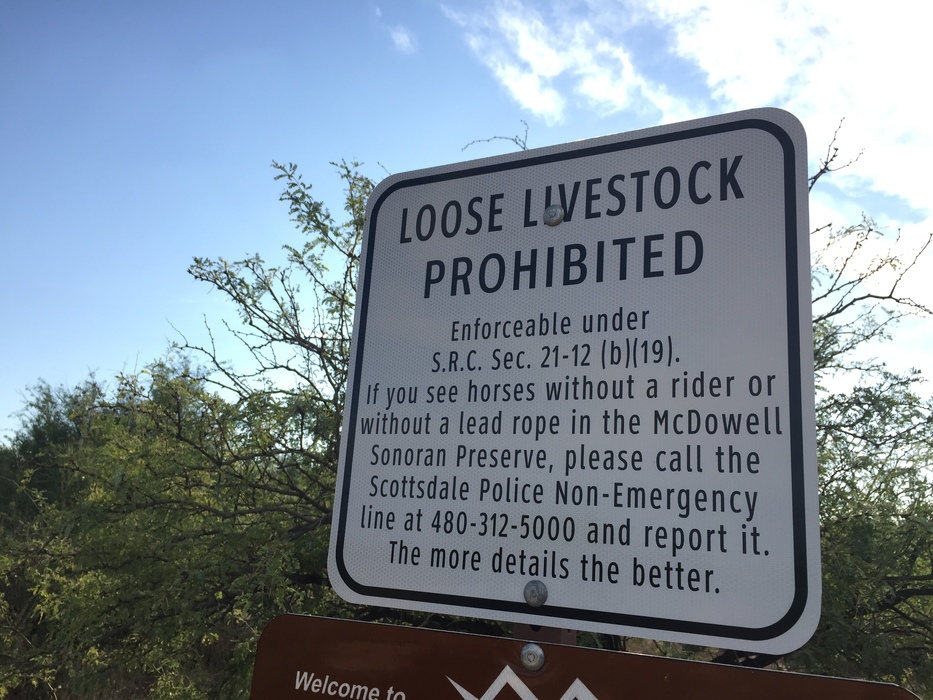 LOOSE LIVESTOCK
PROHIBITED
Enforceable under
S.R.C. Sec. 21-12 (b)(19).
If you see horses without a rider or
without a lead rope in the McDowell
Sonoran Preserve, please call the
Scottsdale Police Non-Emergency
line at 480-312-5000 and report it.
The more details the better.
Welcome to